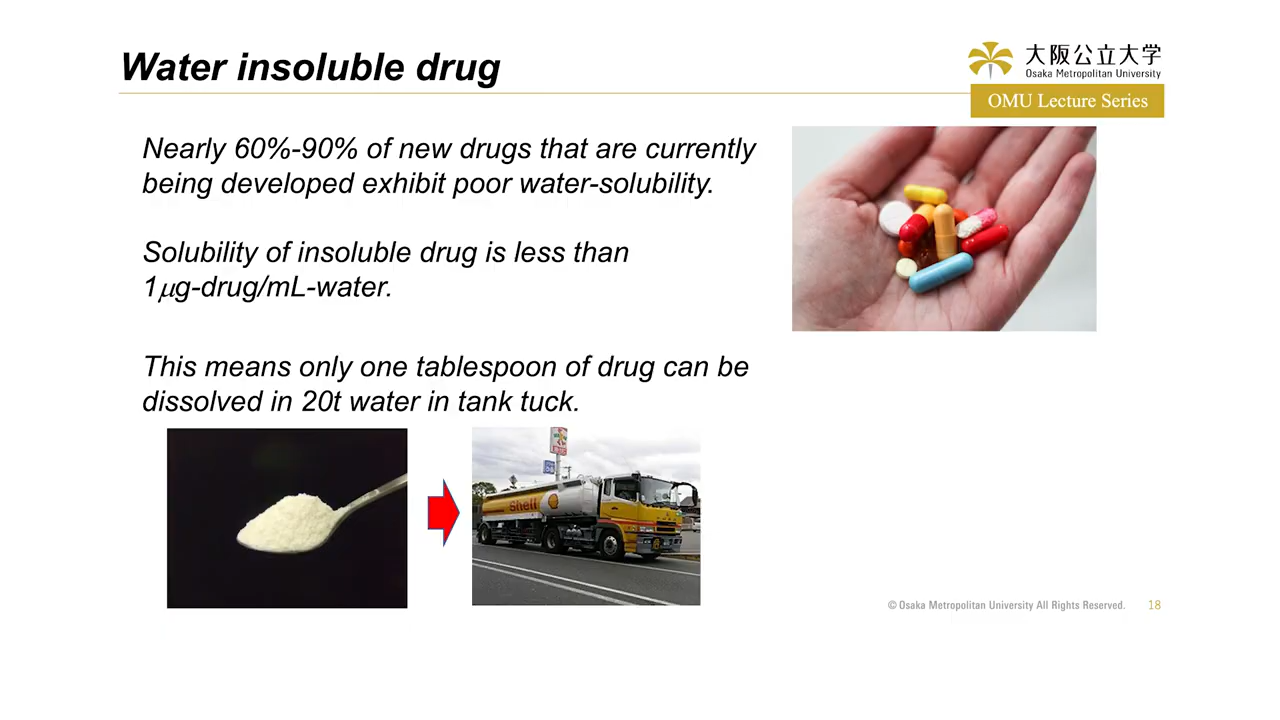 Water insoluble drug
大阪公立大学
Osaka Metropolitan University
OMU Lecture Series
Nearly 60%-90% of new drugs that are currently
being developed exhibit poor water-solubility.
Solubility of insoluble drug is less than
1μg-drug/mL-water.
This means only one tablespoon of drug can be
dissolved in 20t water in tank tuck.
Shell
© Osaka Metropolitan University All Rights Reserved.
18